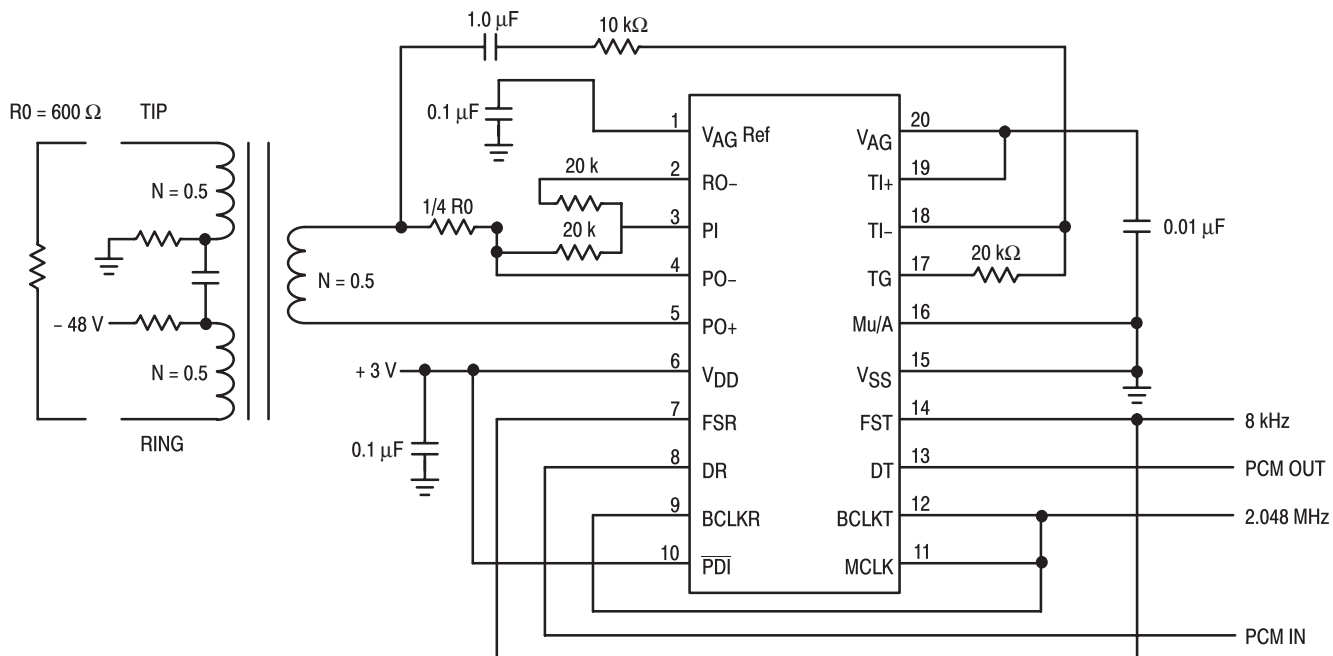 1.0 μF
10 kΩ
R0 = 600 Ω
TIP
0.1 μF
N = 0.5
– 48 V
N = 0.5
RING
1/4 R0
N = 0.5
20 k
20 k
+ 3 V
0.1 μF
1
VAG Ref
2
RO–
3
PI
4
PO–
5
PO+
6
VDD
7
FSR
8
DR
9
BCLKR
10
PDI
20
VAG
19
TI+
18
TI–
17
TG
16
Mu/A
15
VSS
14
FST
13
DT
12
BCLKT
11
MCLK
20 kΩ
0.01 μF
8 kHz
PCM OUT
2.048 MHz
PCM IN